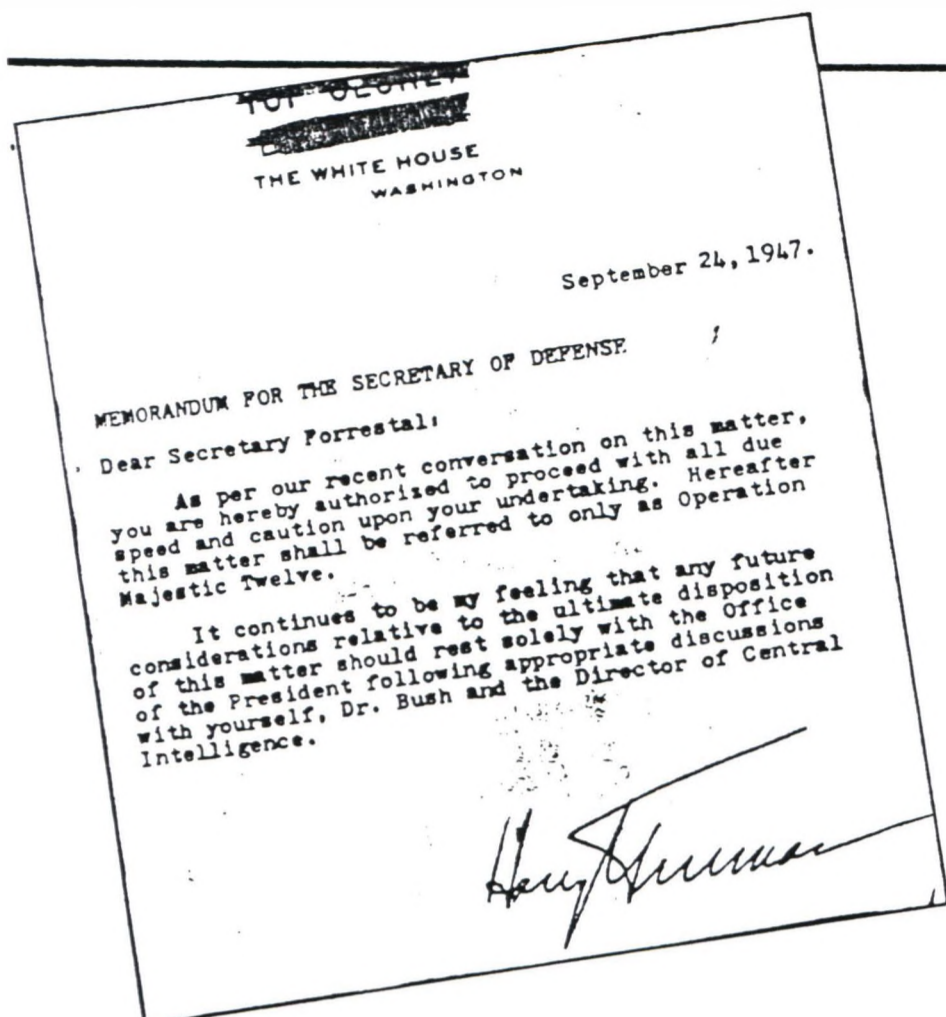 TOP SECRET
THE WHITE HOUSE
WASHINGTON
September 24, 1947.
MEMORANDUM FOR THE SECRETARY OF DEFENSE
Dear Secretary Forrestal:
As per our recent conversation on this matter,
you are hereby authorized to proceed with all due
speed and caution upon your undertaking. Hereafter
this matter shall be referred to only as Operation
Majestic Twelve.
It continues to be my feeling that any future
considerations relative to the ultimate disposition
of this matter should rest solely with the Office
of the President following appropriate discussions
with yourself, Dr. Bush and the Director of Central
Intelligence.
Harry Truman